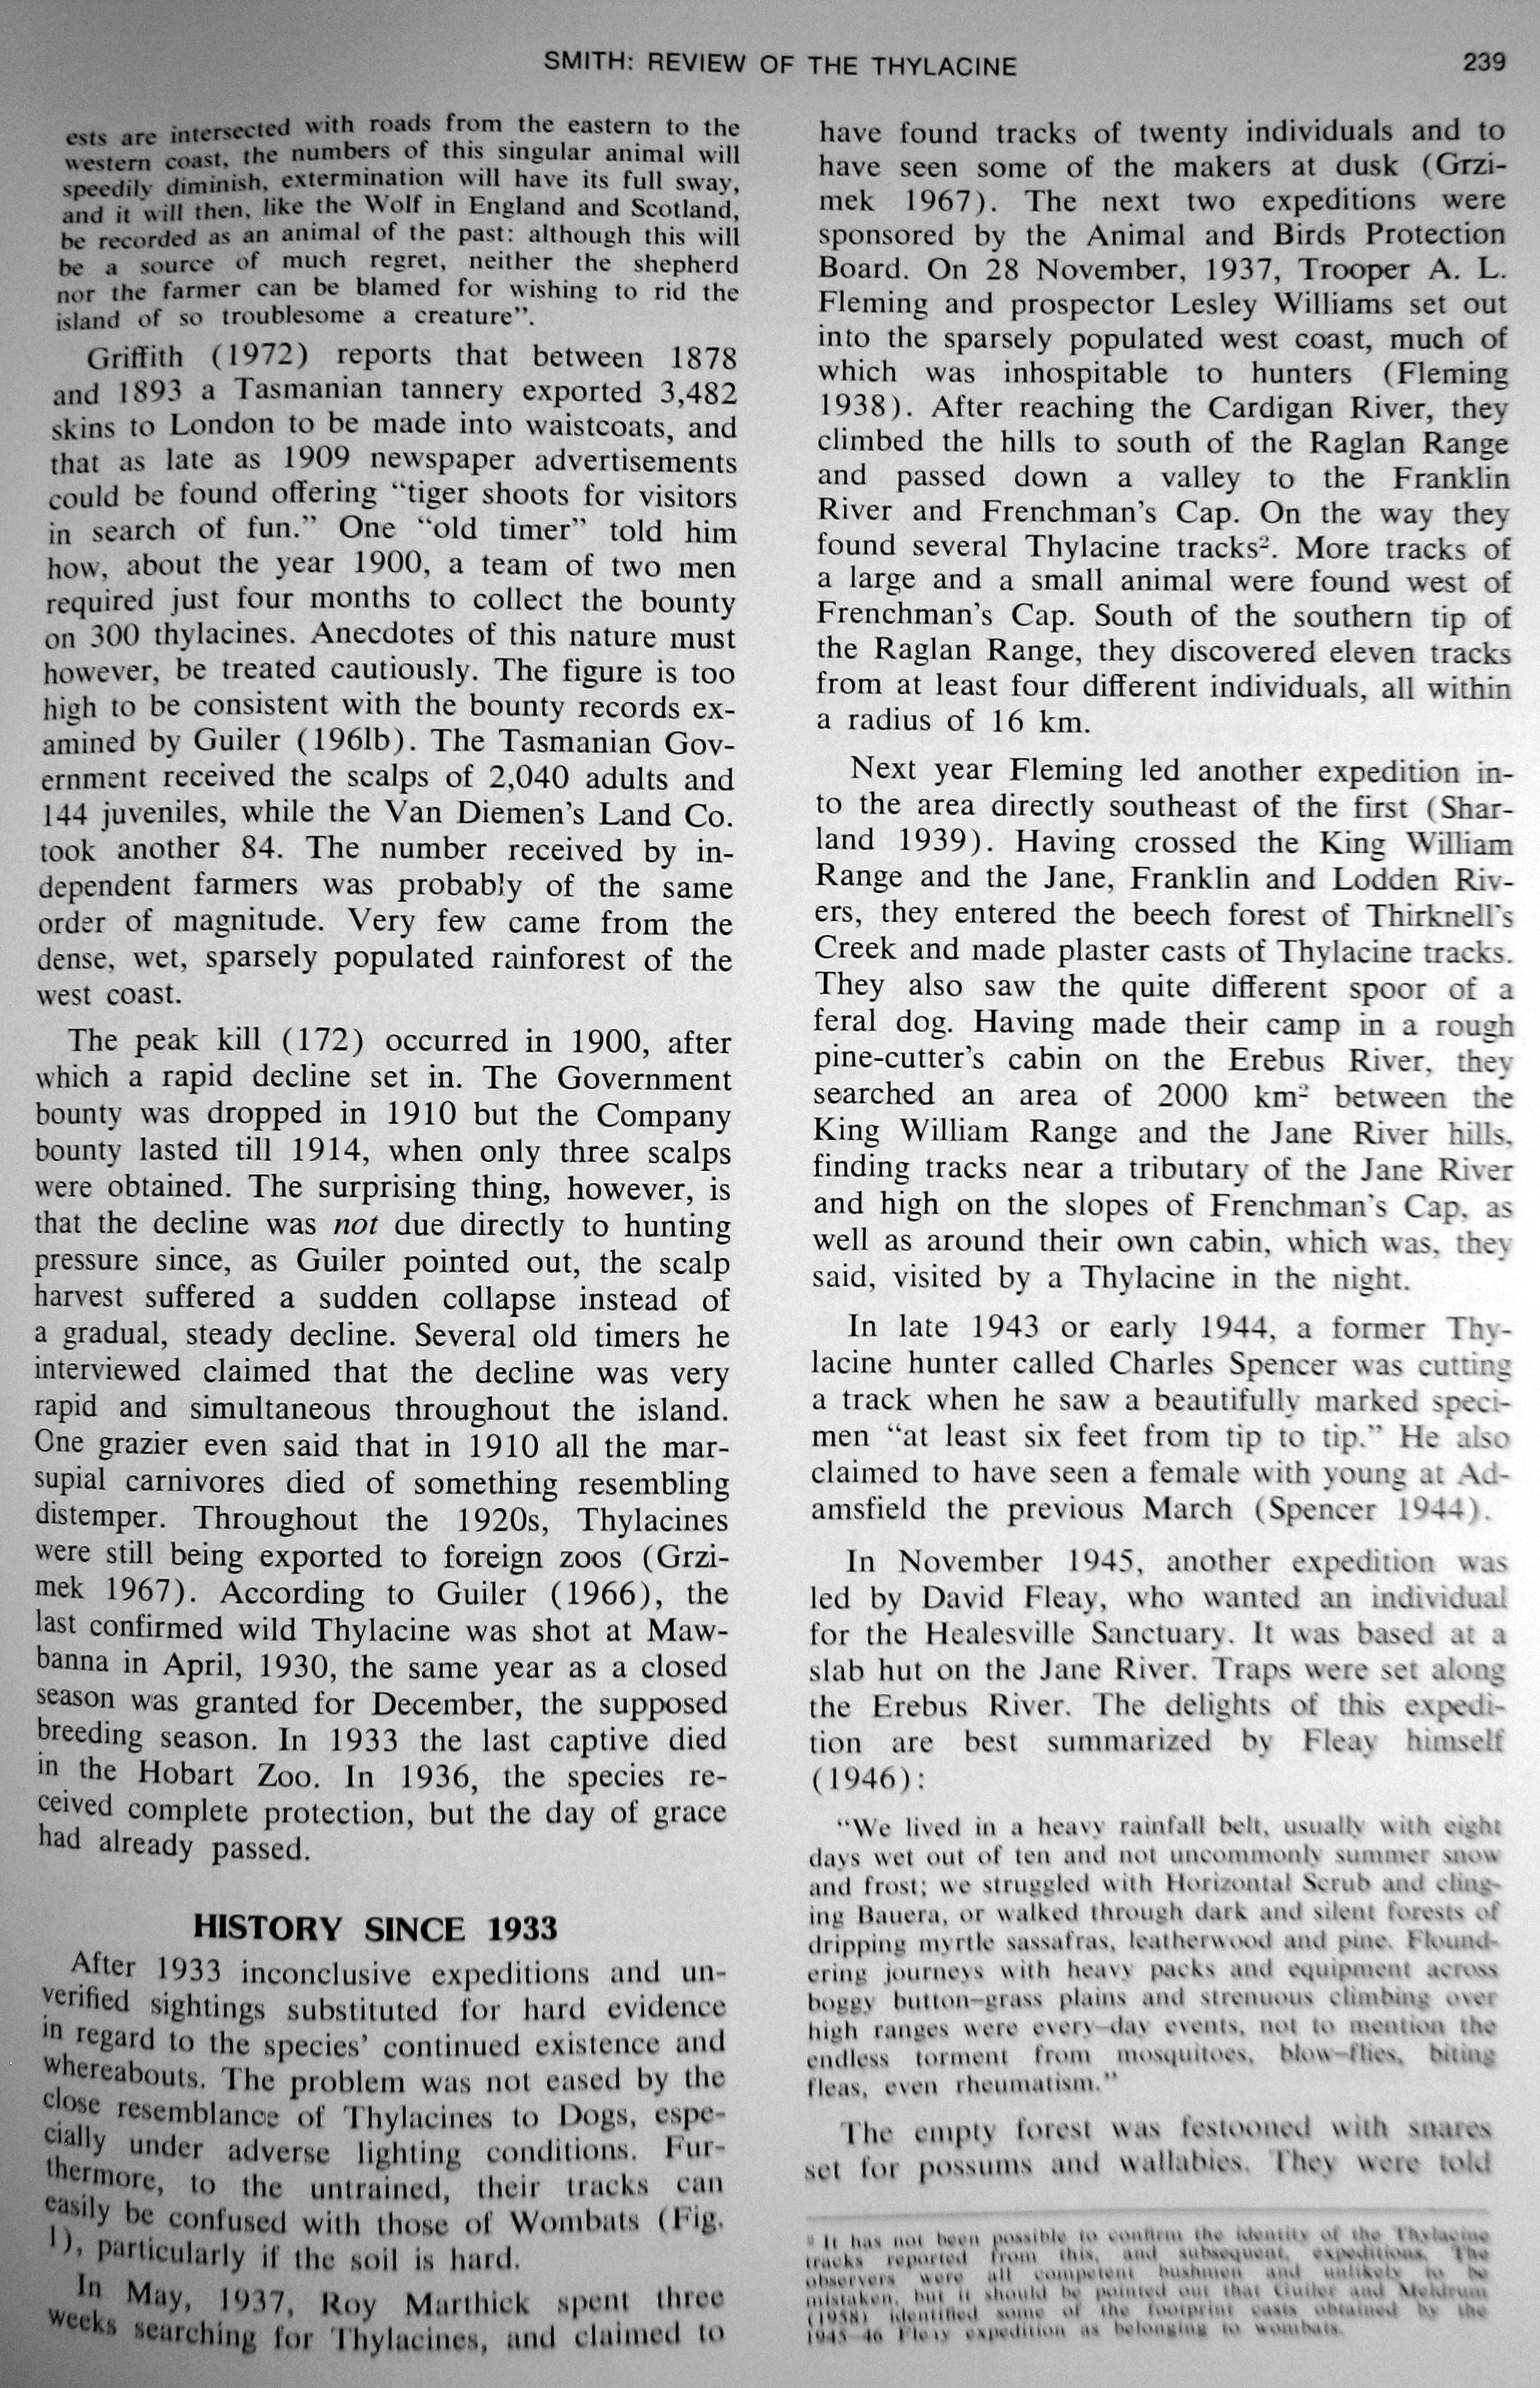 SMITH: REVIEW OF THE THYLACINE
239
ests are intersected with roads from the eastern to the
western coast, the numbers of this singular animal will
speedily diminish, extermination will have its full sway,
and it will then, like the Wolf in England and Scotland,
be recorded as an animal of the past: although this will
be a source of much regret, neither the shepherd
nor the farmer can be blamed for wishing to rid the
island of so troublesome a creature”.
Griffith (1972) reports that between 1878
and 1893 a Tasmanian tannery exported 3,482
skins to London to be made into waistcoats, and
that as late as 1909 newspaper advertisements
could be found offering “tiger shoots for visitors
in search of fun.” One “old timer” told him
how, about the year 1900, a team of two men
required just four months to collect the bounty
on 300 thylacines. Anecdotes of this nature must
however, be treated cautiously. The figure is too
high to be consistent with the bounty records ex-
amined by Guiler (196lb). The Tasmanian Gov-
ernment received the scalps of 2,040 adults and
144 juveniles, while the Van Diemen’s Land Co.
took another 84. The number received by in-
dependent farmers was probably of the same
order of magnitude. Very few came from the
dense, wet, sparsely populated rainforest of the
west coast.
The peak kill (172) occurred in 1900, after
which a rapid decline set in. The Government
bounty was dropped in 1910 but the Company
bounty lasted till 1914, when only three scalps
were obtained. The surprising thing, however, is
that the decline was not due directly to hunting
pressure since, as Guiler pointed out, the scalp
harvest suffered a sudden collapse instead of
a gradual, steady decline. Several old timers he
interviewed claimed that the decline was very
rapid and simultaneous throughout the island.
One grazier even said that in 1910 all the mar-
supial carnivores died of something resembling
distemper. Throughout the 1920s, Thylacines
were still being exported to foreign zoos (Grzi-
mek 1967). According to Guiler (1966), the
last confirmed wild Thylacine was shot at Maw-
banna in April, 1930, the same year as a closed
season was granted for December, the supposed
breeding season. In 1933 the last captive died
in the Hobart Zoo. In 1936, the species re-
ceived complete protection, but the day of grace
had already passed.
HISTORY SINCE 1933
After 1933 inconclusive expeditions and un-
verified sightings substituted for hard evidence
in regard to the species’ continued existence and
whereabouts. The problem was not eased by the
close resemblance of Thylacines to Dogs, espe-
cially under adverse lighting conditions. Fur-
thermore, to the untrained, their tracks can
easily be confused with those of Wombats (Fig.
1), particularly if the soil is hard.
In May, 1937, Roy Marthick spent three
weeks searching for Thylacines, and claimed to
have found tracks of twenty individuals and to
have seen some of the makers at dusk (Grzi-
mek 1967). The next two expeditions were
sponsored by the Animal and Birds Protection
Board. On 28 November, 1937, Trooper A. L.
Fleming and prospector Lesley Williams set out
into the sparsely populated west coast, much of
which was inhospitable to hunters (Fleming
1938). After reaching the Cardigan River, they
climbed the hills to south of the Raglan Range
and passed down a valley to the Franklin
River and Frenchman’s Cap. On the way they
found several Thylacine tracks². More tracks of
a large and a small animal were found west of
Frenchman’s Cap. South of the southern tip of
the Raglan Range, they discovered eleven tracks
from at least four different individuals, all within
a radius of 16 km.
Next year Fleming led another expedition in-
to the area directly southeast of the first (Shar-
land 1939). Having crossed the King William
Range and the Jane, Franklin and Lodden Riv-
ers, they entered the beech forest of Thirknell’s
Creek and made plaster casts of Thylacine tracks.
They also saw the quite different spoor of a
feral dog. Having made their camp in a rough
pine-cutter’s cabin on the Erebus River, they
searched an area of 2000 km² between the
King William Range and the Jane River hills,
finding tracks near a tributary of the Jane River
and high on the slopes of Frenchman’s Cap, as
well as around their own cabin, which was, they
said, visited by a Thylacine in the night.
In late 1943 or early 1944, a former Thy-
lacine hunter called Charles Spencer was cutting
a track when he saw a beautifully marked speci-
men “at least six feet from tip to tip.” He also
claimed to have seen a female with young at Ad-
amsfield the previous March (Spencer 1944).
In November 1945, another expedition was
led by David Fleay, who wanted an individual
for the Healesville Sanctuary. It was based at a
slab hut on the Jane River. Traps were set along
the Erebus River. The delights of this expedi-
tion are best summarized by Fleay himself
(1946):
“We lived in a heavy rainfall belt, usually with eight
days wet out of ten and not uncommonly summer snow
and frost; we struggled with Horizontal Scrub and cling-
ing Bauera, or walked through dark and silent forests of
dripping myrtle sassafras, leatherwood and pine. Flound-
ering journeys with heavy packs and equipment across
boggy button-grass plains and strenuous climbing over
high ranges were every-day events, not to mention the
endless torment from mosquitoes, blow-flies, biting
fleas, even rheumatism.”
The empty forest was festooned with snares
set for possums and wallabies. They were told
² It has not been possible to confirm the identity of the Thylacine
tracks reported from this, and subsequent, expeditions. The
observers were all competent bushmen and unlikely to be
mistaken, but it should be pointed out that Guiler and Meldrum
(1958) identified some of the footprint casts obtained by the
1945-46 Fleay expedition as belonging to wombats.